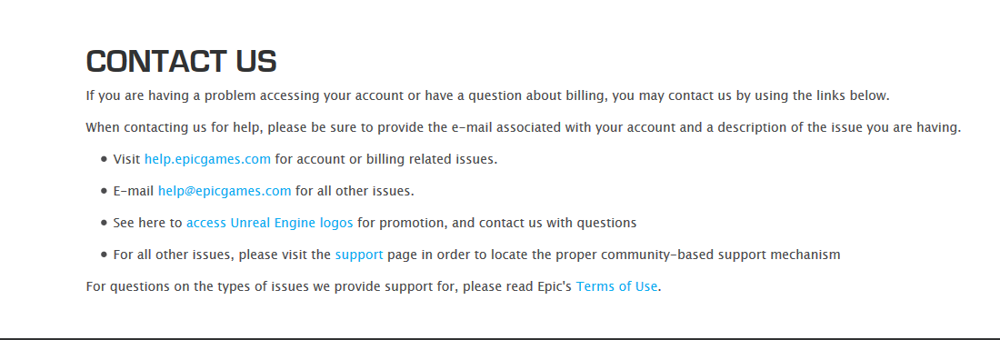 CONTACT US
If you are having a problem accessing your account or have a question about billing, you may contact us by using the links below.
When contacting us for help, please be sure to provide the e-mail associated with your account and a description of the issue you are having.
• Visit help.epicgames.com for account or billing related issues.
• E-mail help@epicgames.com for all other issues.
• See here to access Unreal Engine logos for promotion, and contact us with questions
• For all other issues, please visit the support page in order to locate the proper community-based support mechanism
For questions on the types of issues we provide support for, please read Epic's Terms of Use.